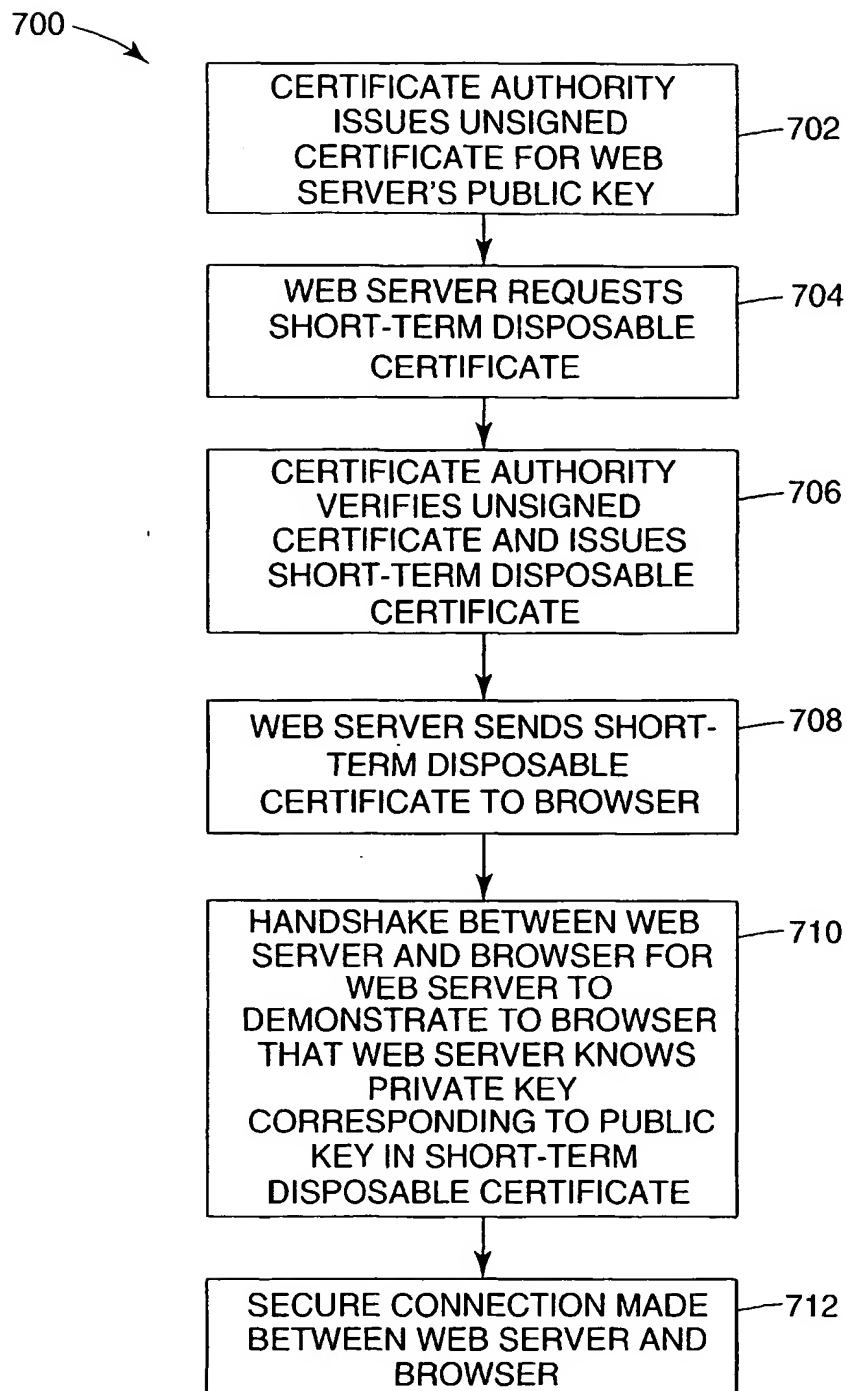 700
CERTIFICATE AUTHORITY
ISSUES UNSIGNED
CERTIFICATE FOR WEB
SERVER'S PUBLIC KEY
702
WEB SERVER REQUESTS
SHORT-TERM DISPOSABLE
CERTIFICATE
704
CERTIFICATE AUTHORITY
VERIFIES UNSIGNED
CERTIFICATE AND ISSUES
SHORT-TERM DISPOSABLE
CERTIFICATE
706
WEB SERVER SENDS SHORT-
TERM DISPOSABLE
CERTIFICATE TO BROWSER
708
HANDSHAKE BETWEEN WEB
SERVER AND BROWSER FOR
WEB SERVER TO
DEMONSTRATE TO BROWSER
THAT WEB SERVER KNOWS
PRIVATE KEY
CORRESPONDING TO PUBLIC
KEY IN SHORT-TERM
DISPOSABLE CERTIFICATE
710
SECURE CONNECTION MADE
BETWEEN WEB SERVER AND
BROWSER
712